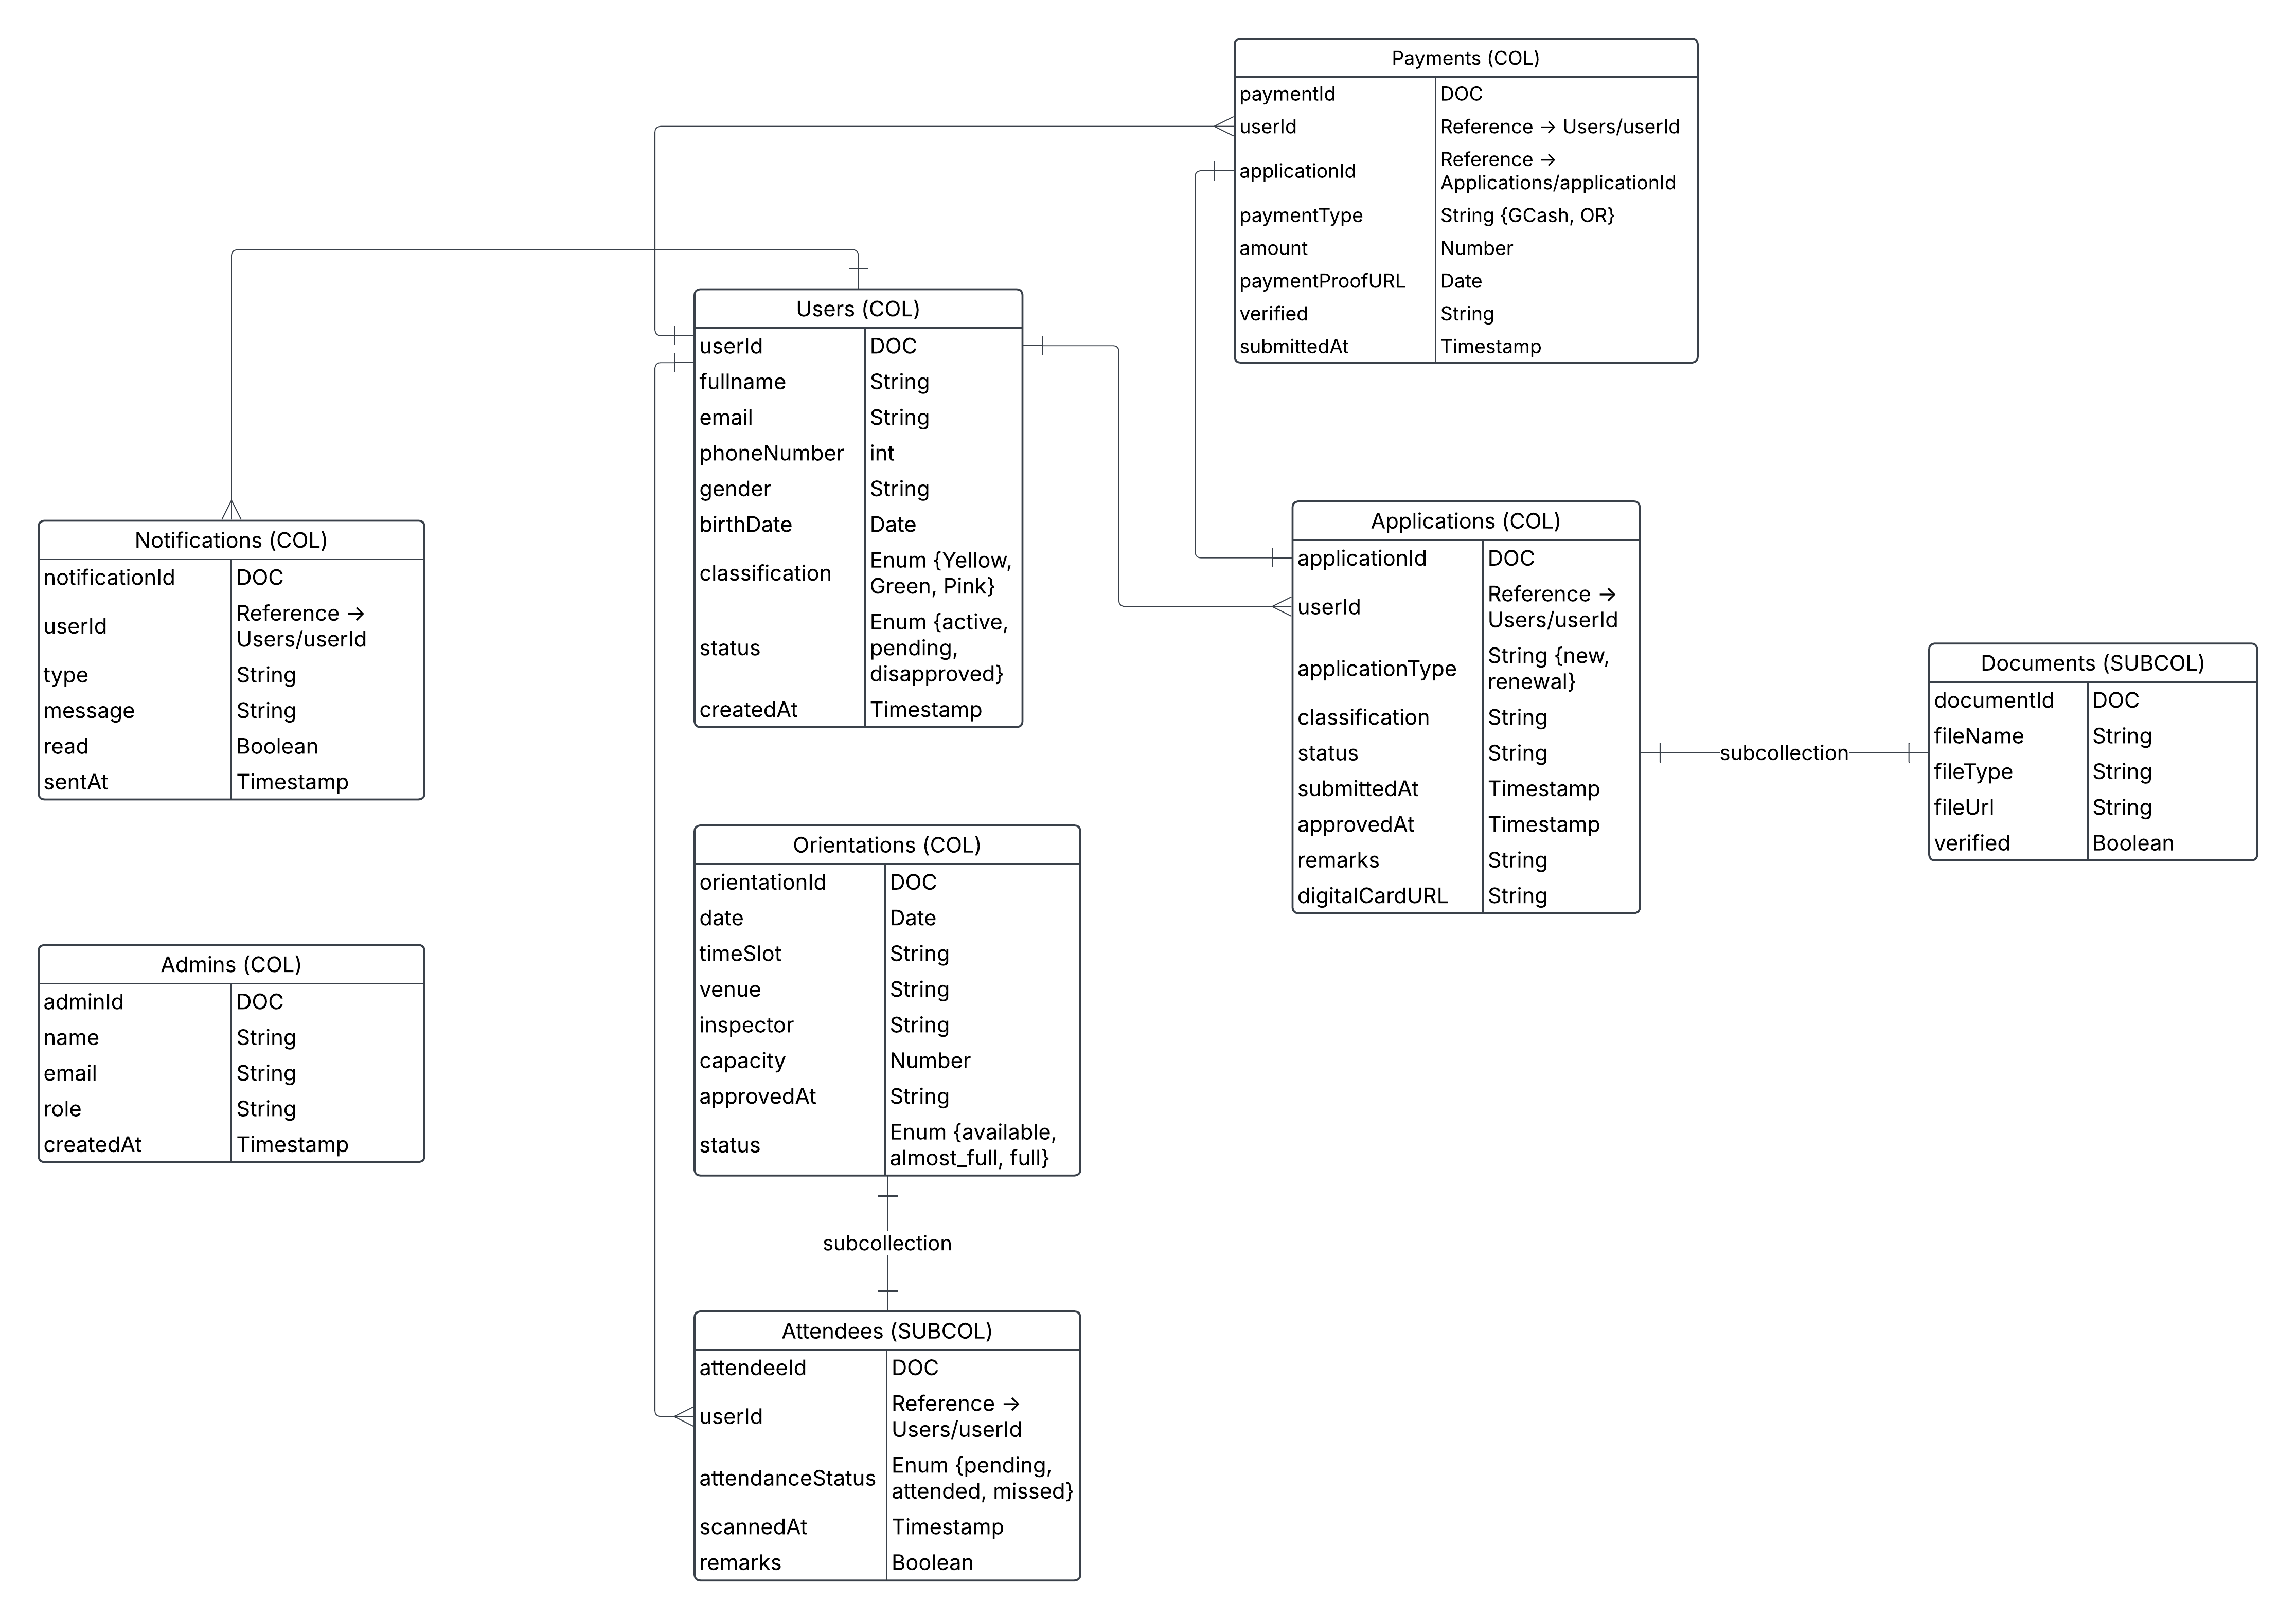 Payments (COL)
paymentId DOC
userId Reference → Users/userId
applicationId Reference →
Applications/applicationId
paymentType String {GCash, OR}
amount Number
paymentProofURL Date
verified String
submittedAt Timestamp
Users (COL)
userId DOC
fullname String
email String
phoneNumber int
gender String
birthDate Date
classification Enum {Yellow,
Green, Pink}
status Enum {active,
pending,
disapproved}
createdAt Timestamp
Notifications (COL)
notificationId DOC
userId Reference →
Users/userId
type String
message String
read Boolean
sentAt Timestamp
Applications (COL)
applicationId DOC
userId Reference →
Users/userId
applicationType String {new,
renewal}
classification String
status String
submittedAt Timestamp
approvedAt Timestamp
remarks String
digitalCardURL String
subcollection
Documents (SUBCOL)
documentId DOC
fileName String
fileType String
fileUrl String
verified Boolean
Orientations (COL)
orientationId DOC
date Date
timeSlot String
venue String
inspector String
capacity Number
approvedAt String
status Enum {available,
almost_full, full}
Admins (COL)
adminId DOC
name String
email String
role String
createdAt Timestamp
subcollection
Attendees (SUBCOL)
attendeeId DOC
userId Reference →
Users/userId
attendanceStatus Enum {pending,
attended, missed}
scannedAt Timestamp
remarks Boolean